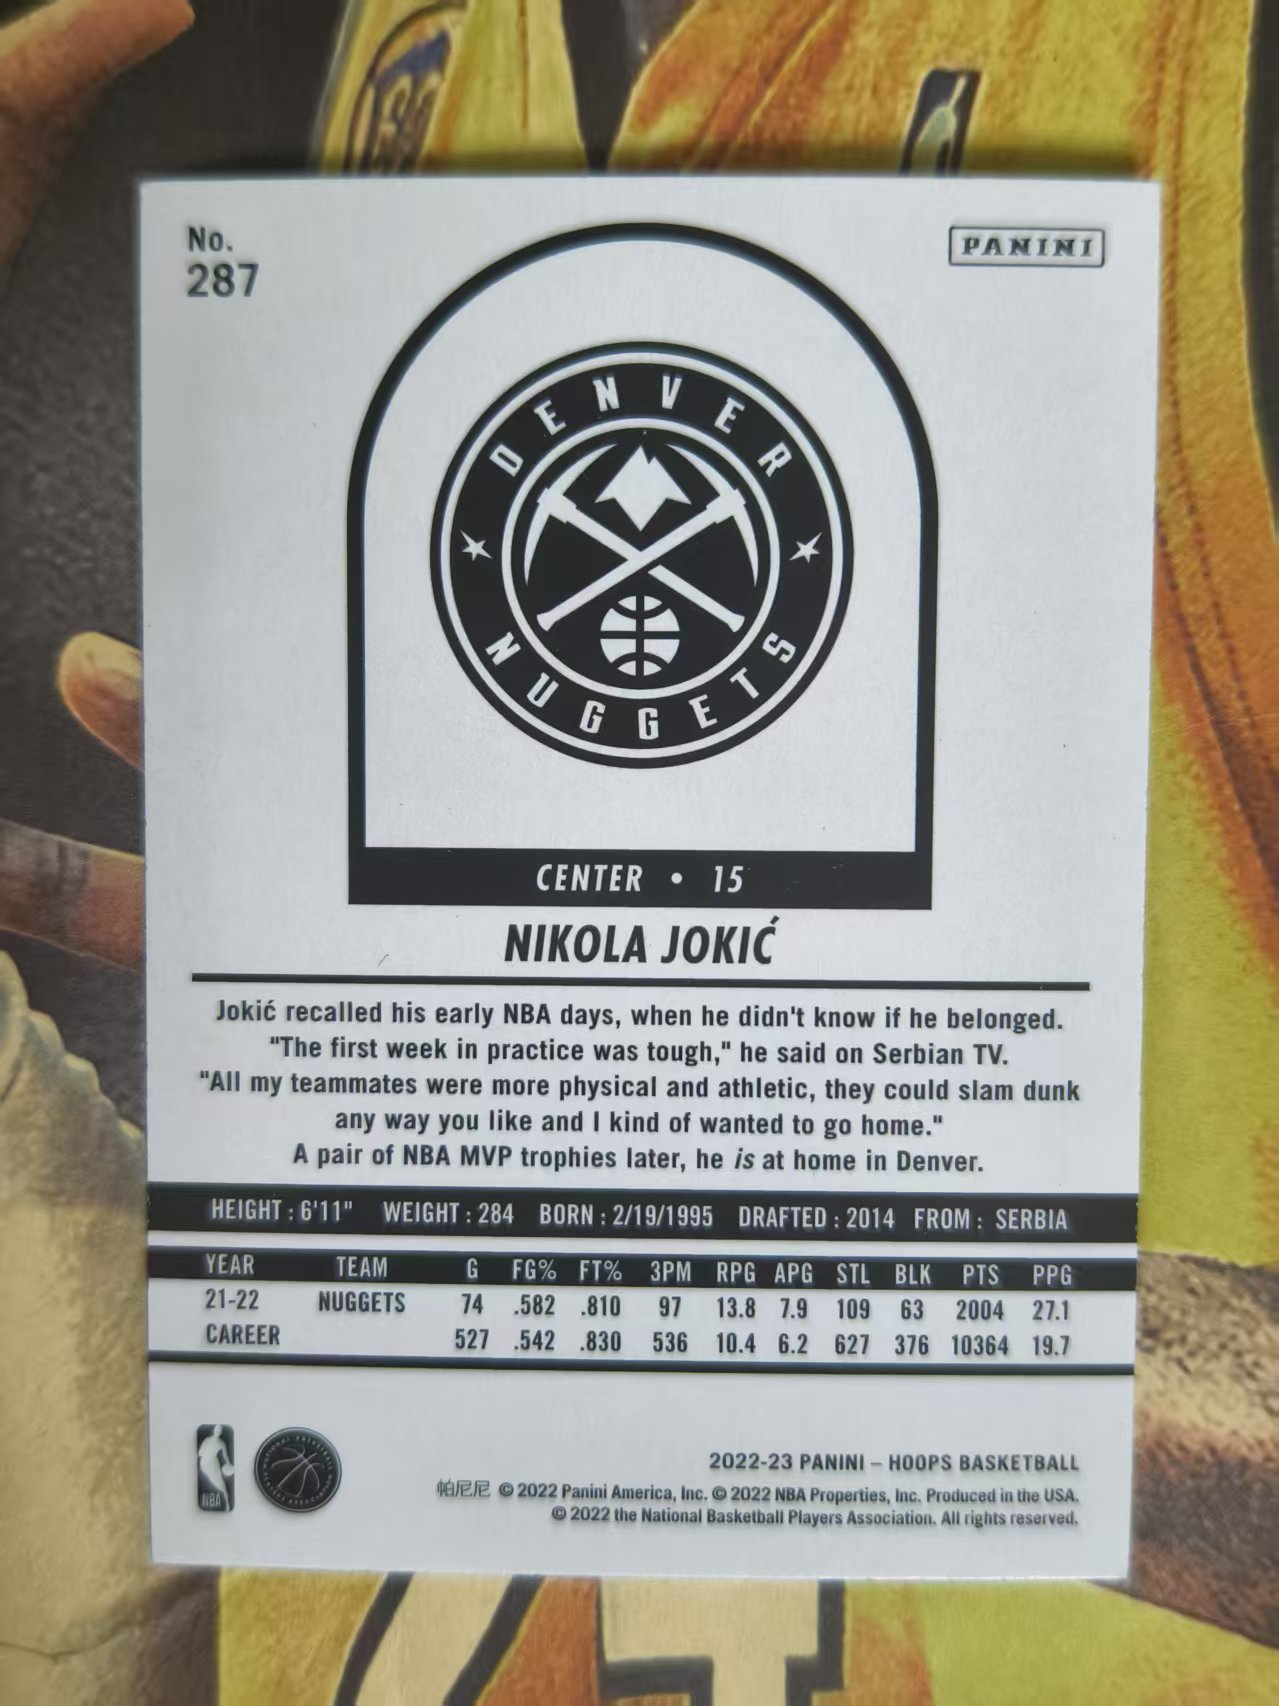 No.
287
PANINI
DENVER
NUGGETS
CENTER • 15
NIKOLA JOKIĆ
Jokić recalled his early NBA days, when he didn't know if he belonged.
"The first week in practice was tough," he said on Serbian TV.
"All my teammates were more physical and athletic, they could slam dunk
any way you like and I kind of wanted to go home."
A pair of NBA MVP trophies later, he is at home in Denver.
HEIGHT : 6'11" WEIGHT : 284 BORN : 2/19/1995 DRAFTED : 2014 FROM : SERBIA
YEAR TEAM G FG% FT% 3PM RPG APG STL BLK PTS PPG
21-22 NUGGETS 74 .582 .810 97 13.8 7.9 109 63 2004 27.1
CAREER 527 .542 .830 536 10.4 6.2 627 376 10364 19.7
NBA
2022-23 PANINI – HOOPS BASKETBALL
帕尼尼 © 2022 Panini America, Inc. © 2022 NBA Properties, Inc. Produced in the USA.
© 2022 the National Basketball Players Association. All rights reserved.